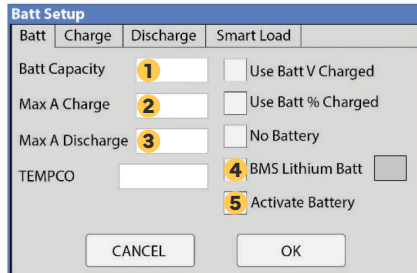 Batt Setup
Batt Charge Discharge Smart Load
Batt Capacity 1 Use Batt V Charged
Max A Charge 2 Use Batt % Charged
Max A Discharge 3 No Battery
TEMPCO 4 BMS Lithium Batt
5 Activate Battery
CANCEL OK